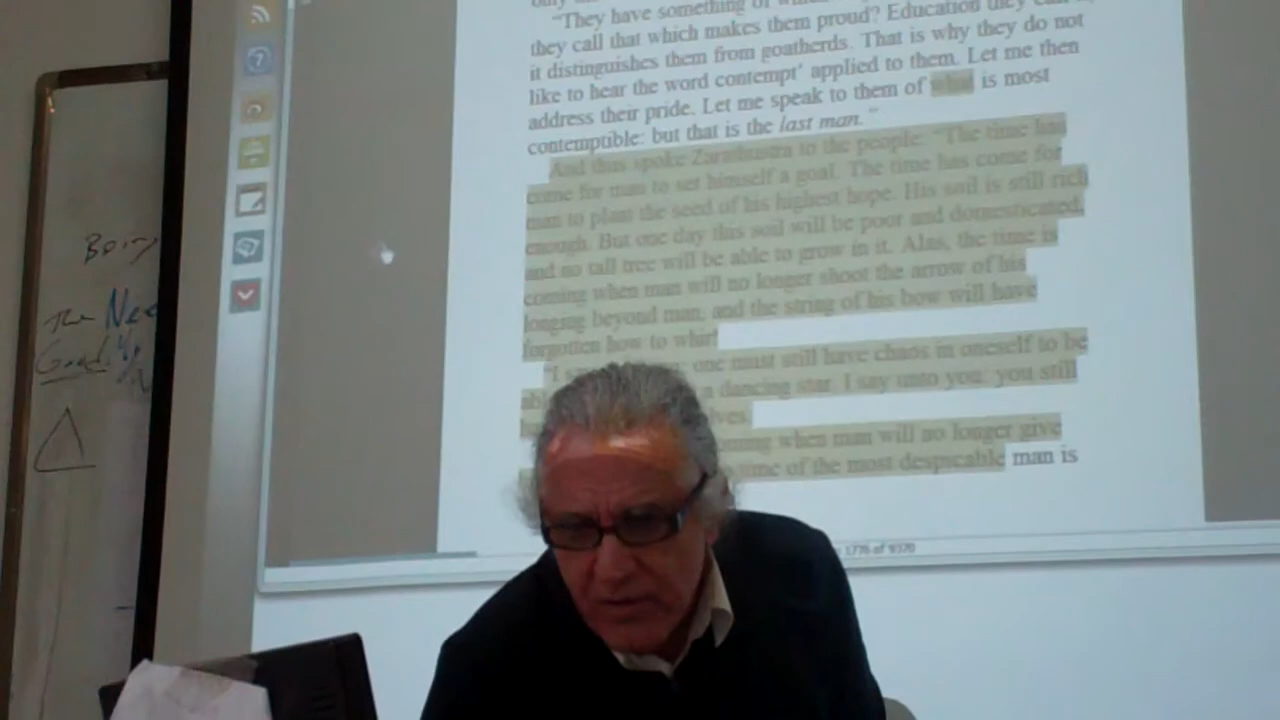 "They have something of
they call that which makes them proud? Education they call
it distinguishes them from goatherds. That is why they do not
like to hear the word contempt' applied to them. Let me then
address their pride. Let me speak to them of what is most
contemptible: but that is the last man."
And thus spoke Zarathustra to the people: "The time has
come for man to set himself a goal. The time has come for
man to plant the seed of his highest hope. His soil is still rich
enough. But one day this soil will be poor and domesticated,
and no tall tree will be able to grow in it. Alas, the time is
coming when man will no longer shoot the arrow of his
longing beyond man, and the string of his bow will have
forgotten how to whir!
"I say one must still have chaos in oneself to be
a dancing star. I say unto you: you still
when man will no longer give
time of the most despicable man is
1776 of 9370
The
Good